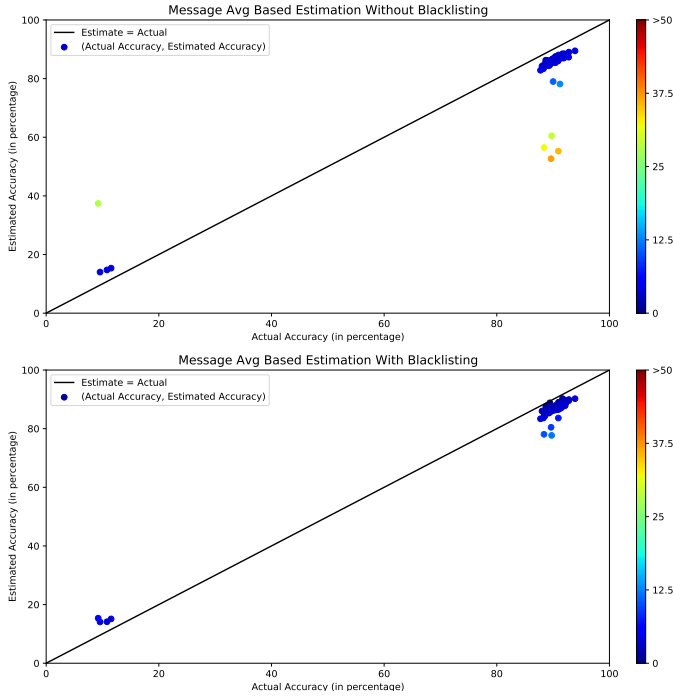 Message Avg Based Estimation Without Blacklisting
Estimate = Actual
(Actual Accuracy, Estimated Accuracy)
Estimated Accuracy (in percentage)
100
80
60
40
20
0
0 20 40 60 80 100
Actual Accuracy (in percentage)
>50
37.5
25
12.5
0
Message Avg Based Estimation With Blacklisting
Estimate = Actual
(Actual Accuracy, Estimated Accuracy)
Estimated Accuracy (in percentage)
100
80
60
40
20
0
0 20 40 60 80 100
Actual Accuracy (in percentage)
>50
37.5
25
12.5
0